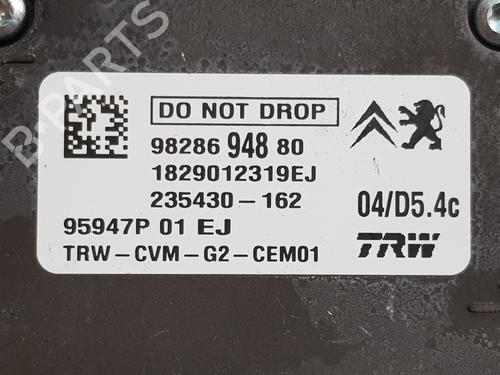 DO NOT DROP
98286 948 80
1829012319EJ
235430-162
04/D5.4c
95947P 01 EJ
TRW
TRW-CVM-G2-CEM01
B-PARTS